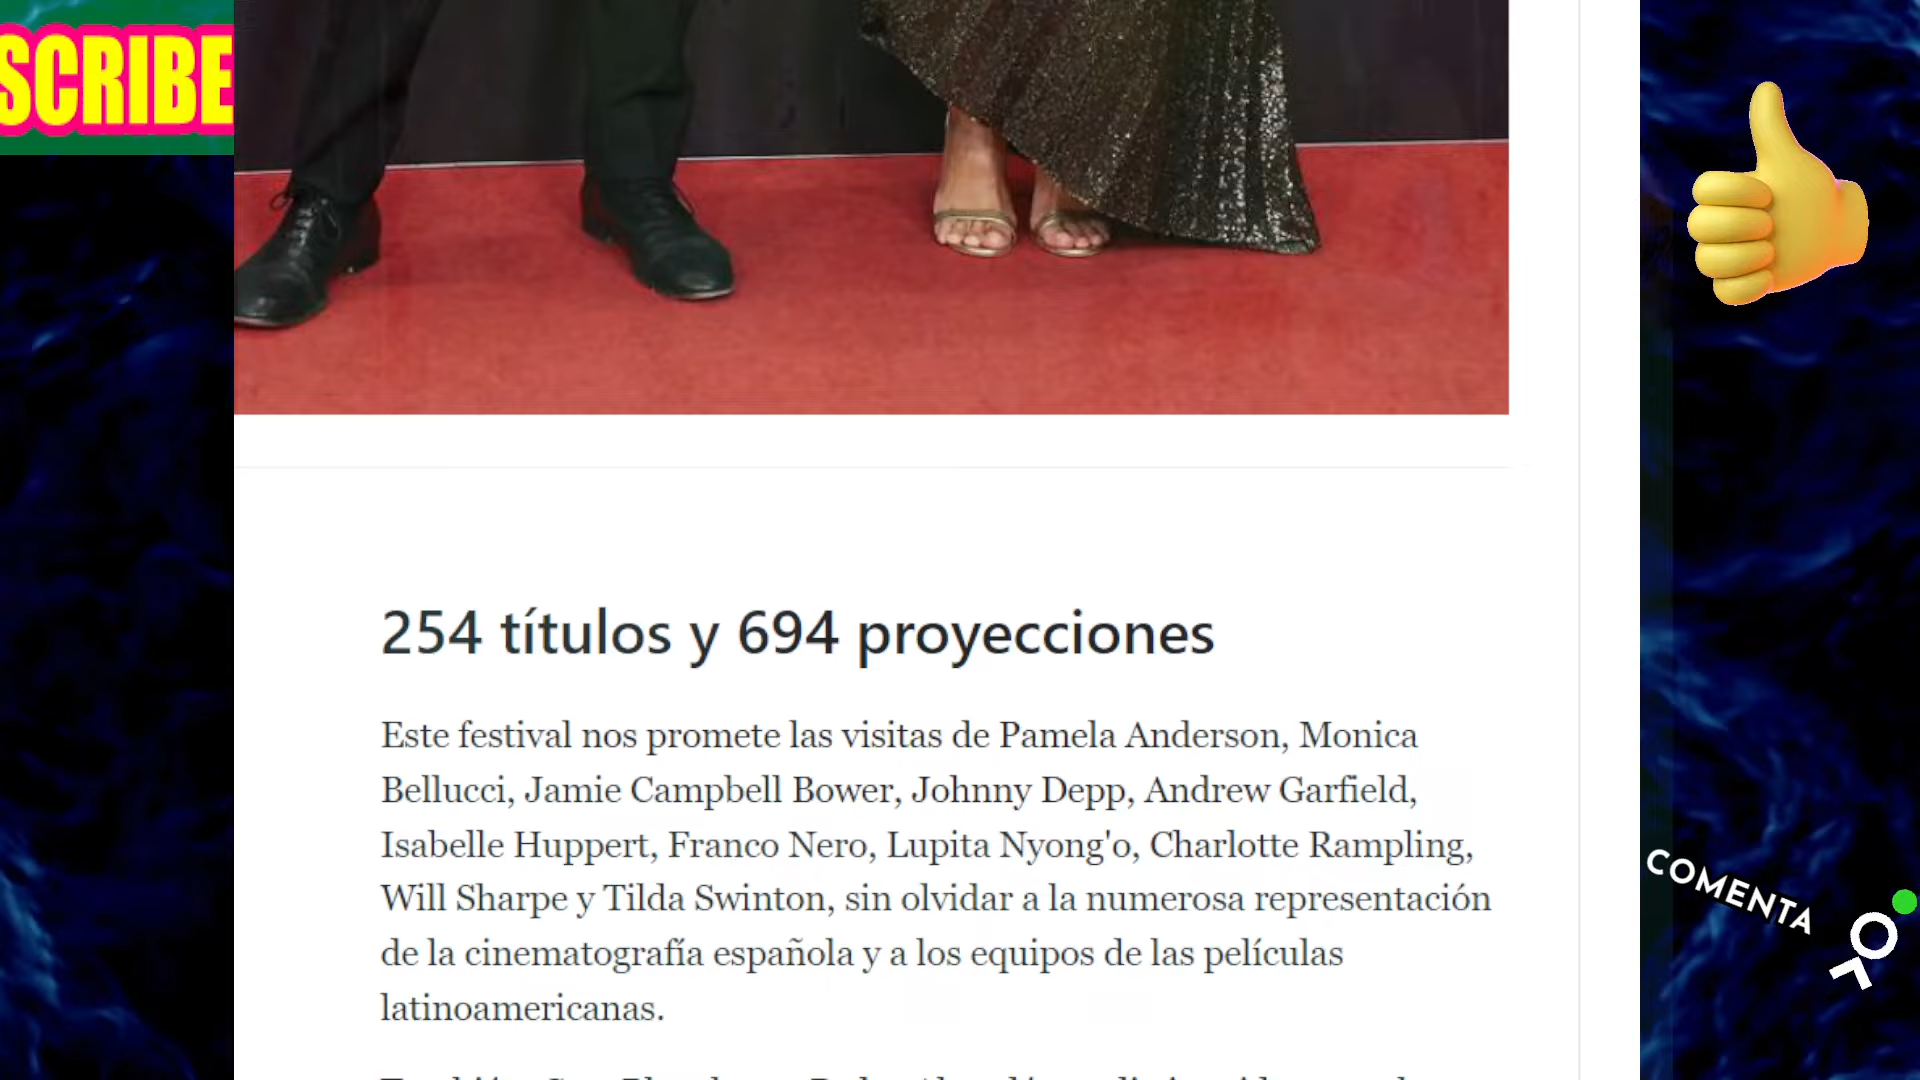 SCRIBE
254 títulos y 694 proyecciones
Este festival nos promete las visitas de Pamela Anderson, Monica
Bellucci, Jamie Campbell Bower, Johnny Depp, Andrew Garfield,
Isabelle Huppert, Franco Nero, Lupita Nyong'o, Charlotte Rampling,
Will Sharpe y Tilda Swinton, sin olvidar a la numerosa representación
de la cinematografía española y a los equipos de las películas
latinoamericanas.
COMENTA